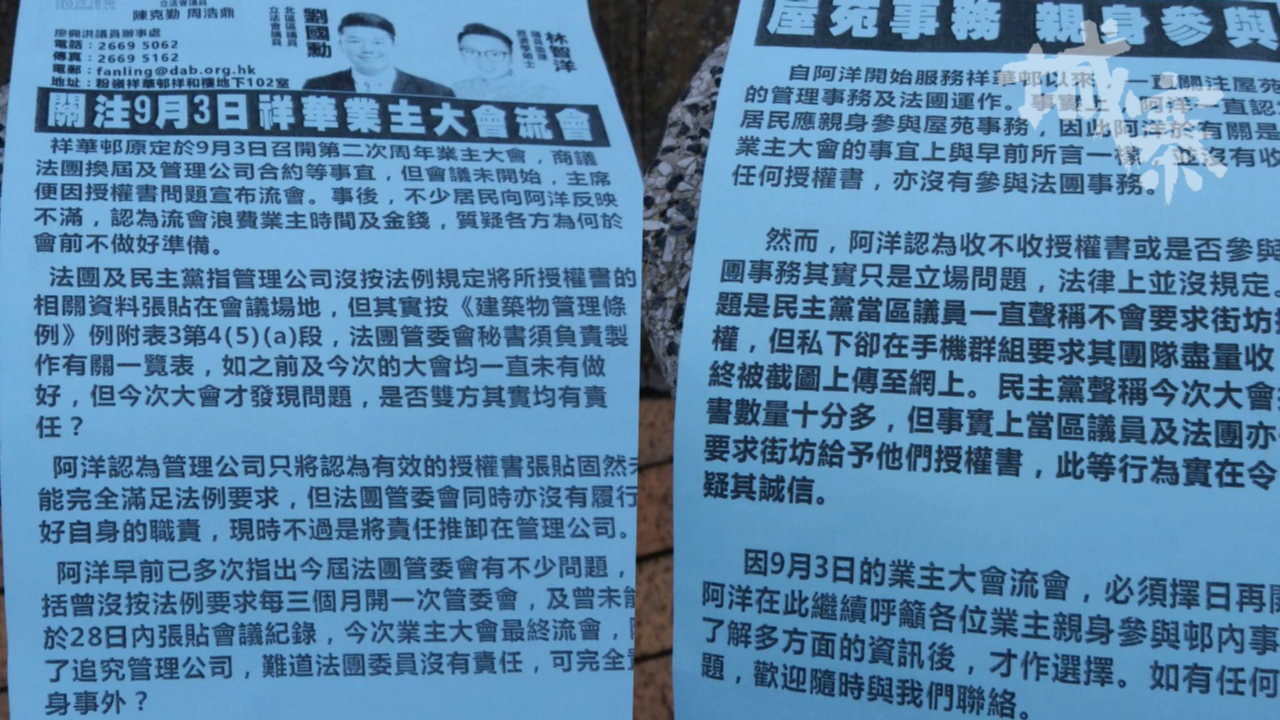 立法會議員
陳克勤 周浩鼎
廖興洪議員辦事處
電話：2669 5062
傳真：2669 5162
電郵：fanling@dab.org.hk
地址：粉嶺祥華邨祥和樓地下102室
北區區議員
立法會議員
劉國勳
林智洋
關注9月3日祥華業主大會流會
祥華邨原定於9月3日召開第二次周年業主大會，商議
法團換屆及管理公司合約等事宜，但會議未開始，主席
便因授權書問題宣布流會。事後，不少居民向阿洋反映
不滿，認為流會浪費業主時間及金錢，質疑各方為何於
會前不做好準備。
法團及民主黨指管理公司沒按法例規定將所授權書的
相關資料張貼在會議場地，但其實按《建築物管理條
例》例附表3第4(5)(a)段，法團管委會秘書須負責製
作有關一覽表，如之前及今次的大會均一直未有做
好，但今次大會才發現問題，是否雙方其實均有責
任？
阿洋認為管理公司只將認為有效的授權書張貼固然
能完全滿足法例要求，但法團管委會同時亦沒有履行
好自身的職責，現時不過是將責任推卸在管理公司。
阿洋早前已多次指出今屆法團管委會有不少問題，
括曾沒按法例要求每三個月開一次管委會，及曾未能
於28日內張貼會議紀錄，今次業主大會最終流會，
了追究管理公司，難道法團委員沒有責任，可完全
身事外？
屋苑事務 親身參與
自阿洋開始服務祥華邨以來，一直關注屋苑
的管理事務及法團運作。事實上，阿洋一直認
居民應親身參與屋苑事務，因此阿洋於有關是
業主大會的事宜上與早前所言一樣，並沒有收
任何授權書，亦沒有參與法團事務。
城寨
然而，阿洋認為收不收授權書或是否參與
團事務其實只是立場問題，法律上並沒規定。
題是民主黨當區議員一直聲稱不會要求街坊
權，但私下卻在手機群組要求其團隊盡量收
終被截圖上傳至網上。民主黨聲稱今次大會
書數量十分多，但事實上當區議員及法團亦
要求街坊給予他們授權書，此等行為實在令
疑其誠信。
因9月3日的業主大會流會，必須擇日再開
阿洋在此繼續呼籲各位業主親身參與邨內事
了解多方面的資訊後，才作選擇。如有任何
題，歡迎隨時與我們聯絡。